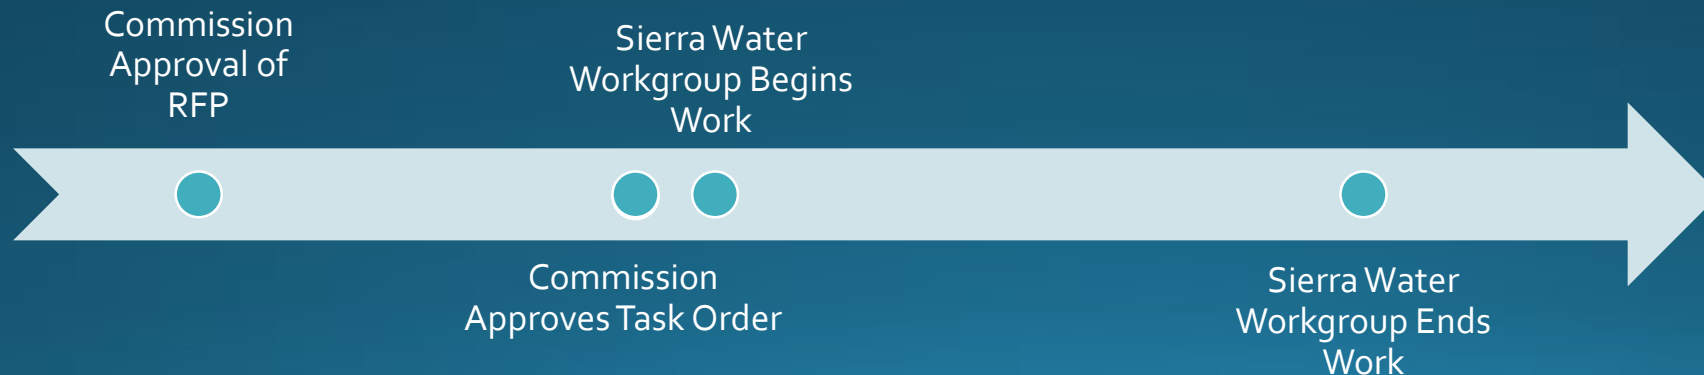 Commission
Approval of
RFP
Sierra Water
Workgroup Begins
Work
Commission
Approves Task Order
Sierra Water
Workgroup Ends
Work